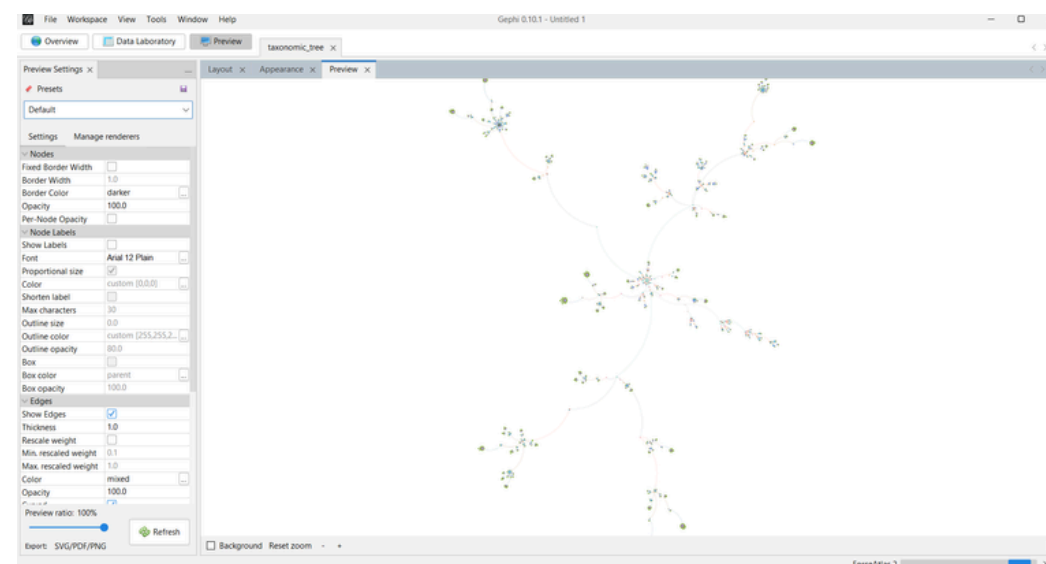 File Workspace View Tools Window Help
Gephi 0.10.1 - Untitled 1
Overview
Data Laboratory
Preview
taxonomic_tree ×
Preview Settings ×
Layout ×
Appearance ×
Preview ×
Presets
Default
Settings
Manage renderers
Nodes
Fixed Border Width
Border Width 1.0
Border Color darker ...
Opacity 100.0
Per-Node Opacity
Node Labels
Show Labels
Font Arial 12 Plain ...
Proportional size
Color custom [0,0,0] ...
Shorten label
Max characters 30
Outline size 0.0
Outline color custom [255,255,2... ...
Outline opacity 80.0
Box
Box color parent ...
Box opacity 100.0
Edges
Show Edges
Thickness 1.0
Rescale weight
Min. rescaled weight 0.1
Max. rescaled weight 1.0
Color mixed ...
Opacity 100.0
Preview ratio: 100%
Refresh
Export: SVG/PDF/PNG
Background Reset zoom - +